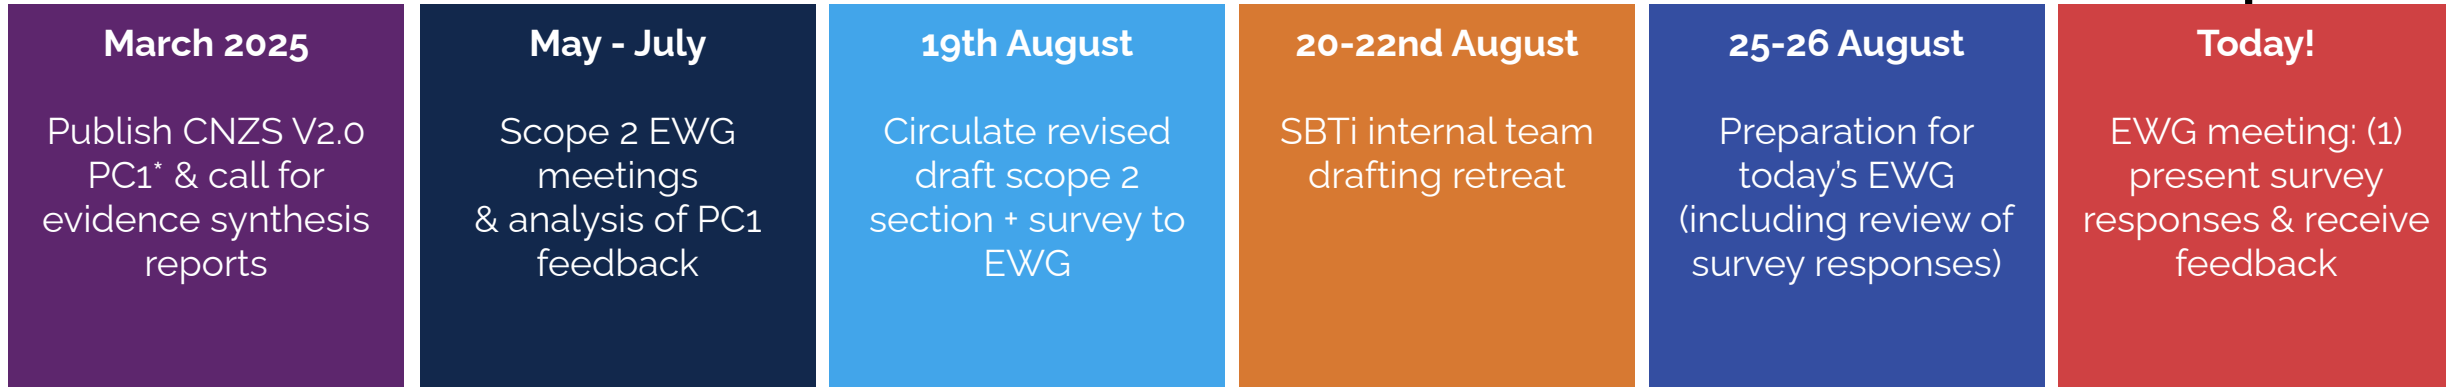 March 2025
Publish CNZS V2.0
PC1* & call for
evidence synthesis
reports
May - July
Scope 2 EWG
meetings
& analysis of PC1
feedback
19th August
Circulate revised
draft scope 2
section + survey to
EWG
20-22nd August
SBTi internal team
drafting retreat
25-26 August
Preparation for
today's EWG
(including review of
survey responses)
Today!
EWG meeting: (1)
present survey
responses & receive
feedback